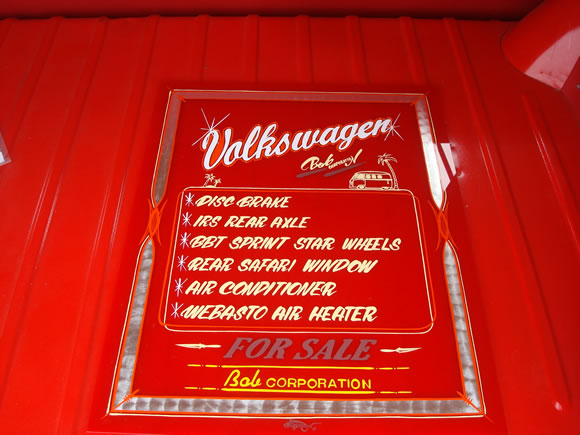 Volkswagen
Bob
DISC BRAKE
IRS REAR AXLE
BBT SPRINT STAR WHEELS
REAR SAFARI WINDOW
AIR CONDITIONER
WEBASTO AIR HEATER
FOR SALE
Bob CORPORATION